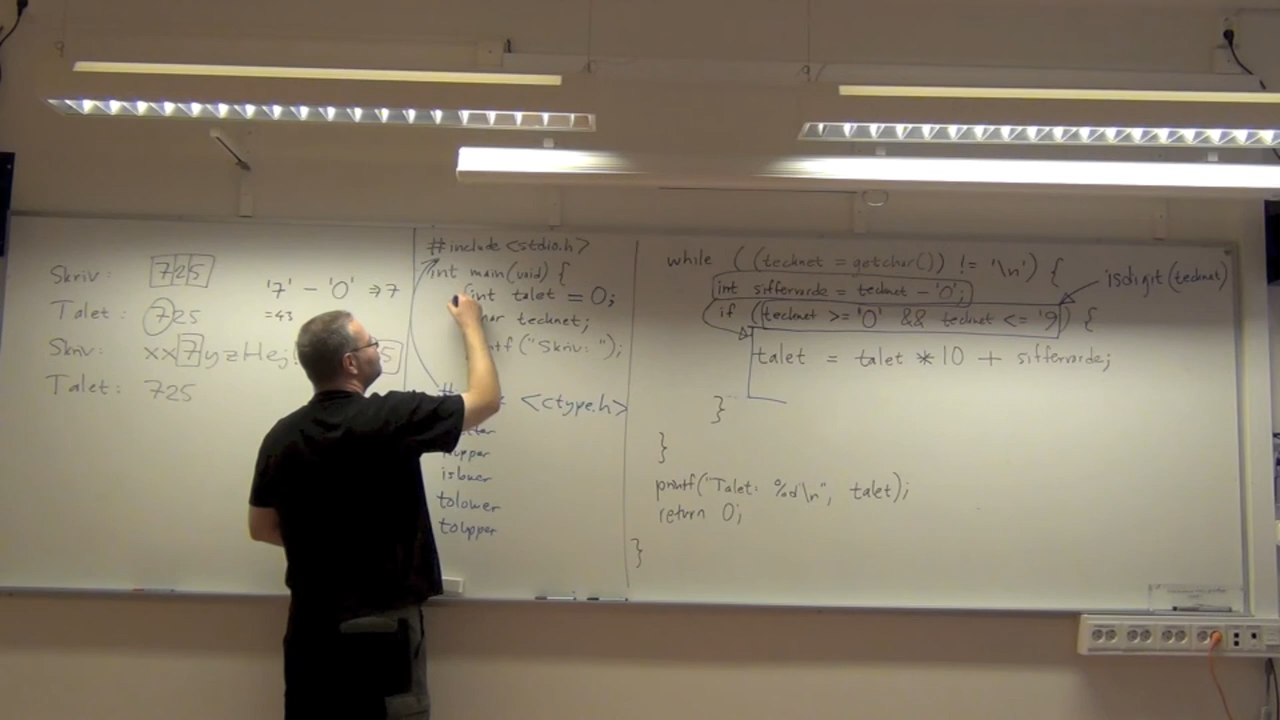 Skriv: 725
Talet: 725
Skriv: xx7yzHej! 5
Talet: 725
'7' - '0' => 7
=43
#include <stdio.h>
int main(void) {
int talet = 0;
tecknet;
("Skriv: ");
<ctype.h>
tolower
toupper
while ((tecknet = getchar()) != '\n') {
int siffervarde = tecknet - '0';
if (tecknet >= '0' && tecknet <= '9) {
talet = talet * 10 + siffervarde;
}
}
printf("Talet: %d\n", talet);
return 0;
}
isdigit(tecknet)